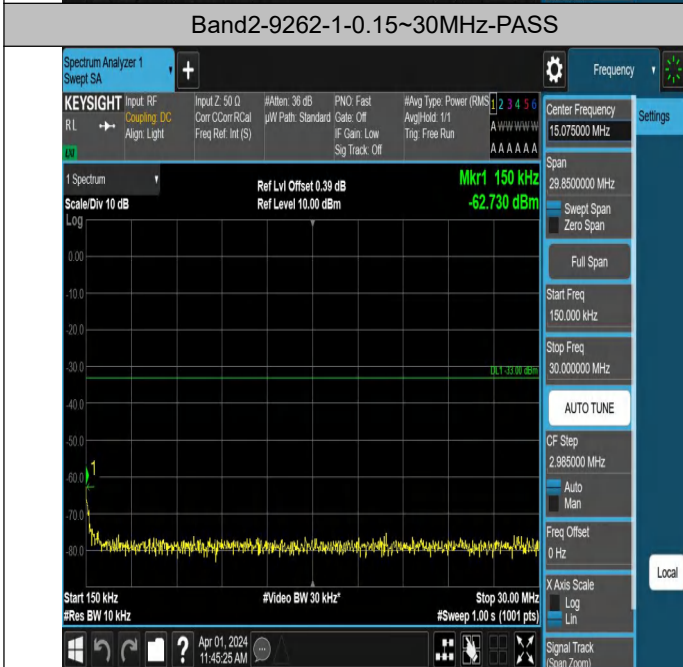 Band2-9262-1-0.15~30MHz-PASS
Spectrum Analyzer 1
Swept SA
+
Frequency
KEYSIGHT
RL
Input: RF
Coupling: DC
Align: Light
Input Z: 50 Ω
Corr CCorr RCal
Freq Ref: Int (S)
#Atten: 36 dB
µW Path: Standard
PNO: Fast
Gate: Off
IF Gain: Low
Sig Track: Off
#Avg Type: Power (RMS
Avg|Hold: 1/1
Trig: Free Run
1 2 3 4 5 6
A W W W W W
A A A A A A
1 Spectrum
Scale/Div 10 dB
Ref Lvl Offset 0.39 dB
Ref Level 10.00 dBm
Mkr1 150 kHz
-62.730 dBm
Log
0.00
-10.0
-20.0
-30.0
-40.0
-50.0
-60.0
-70.0
-80.0
DL1 -33.00 dBm
1
Start 150 kHz
#Res BW 10 kHz
#Video BW 30 kHz*
Stop 30.00 MHz
#Sweep 1.00 s (1001 pts)
Center Frequency
15.075000 MHz
Settings
Span
29.8500000 MHz
Swept Span
Zero Span
Full Span
Start Freq
150.000 kHz
Stop Freq
30.000000 MHz
AUTO TUNE
CF Step
2.985000 MHz
Auto
Man
Freq Offset
0 Hz
X Axis Scale
Log
Lin
Local
Signal Track
(Span Zoom)
?
Apr 01, 2024
11:45:25 AM